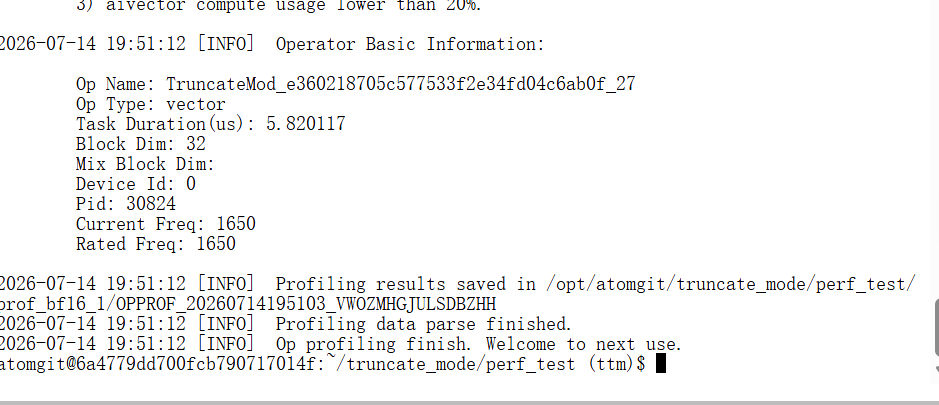 3) aivector compute usage lower than 20%.
2026-07-14 19:51:12 [INFO]  Operator Basic Information:
Op Name: TruncateMod_e360218705c577533f2e34fd04c6ab0f_27
Op Type: vector
Task Duration(us): 5.820117
Block Dim: 32
Mix Block Dim:
Device Id: 0
Pid: 30824
Current Freq: 1650
Rated Freq: 1650
2026-07-14 19:51:12 [INFO]  Profiling results saved in /opt/atomgit/truncate_mode/perf_test/
prof_bf16_1/OPPROF_20260714195103_VWOZMHGJULSDBZHH
2026-07-14 19:51:12 [INFO]  Profiling data parse finished.
2026-07-14 19:51:12 [INFO]  Op profiling finish. Welcome to next use.
atomgit@6a4779dd700fcb790717014f:~/truncate_mode/perf_test (ttm)$